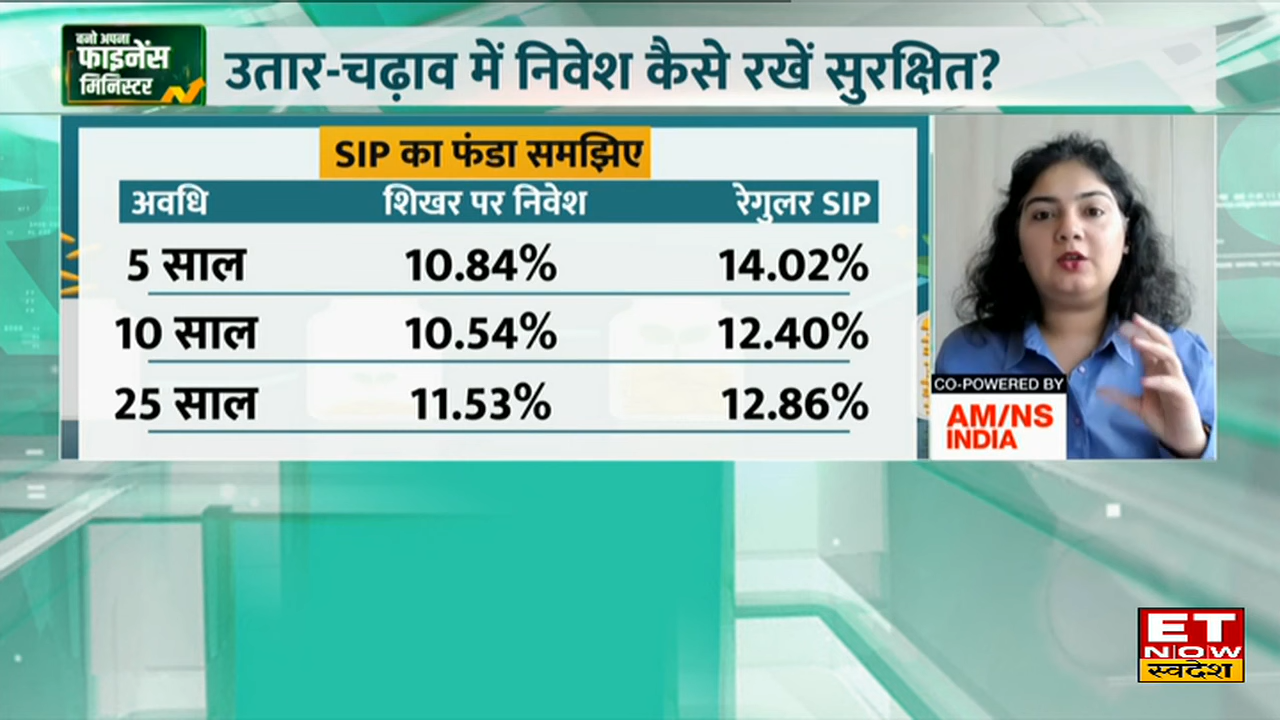 बनो अपना
फाइनेंस
मिनिस्टर
उतार-चढ़ाव में निवेश कैसे रखें सुरक्षित?
SIP का फंडा समझिए
अवधि शिखर पर निवेश रेगुलर SIP
5 साल 10.84% 14.02%
10 साल 10.54% 12.40%
25 साल 11.53% 12.86%
CO-POWERED BY
AM/NS
INDIA
ET
NOW
स्वदेश